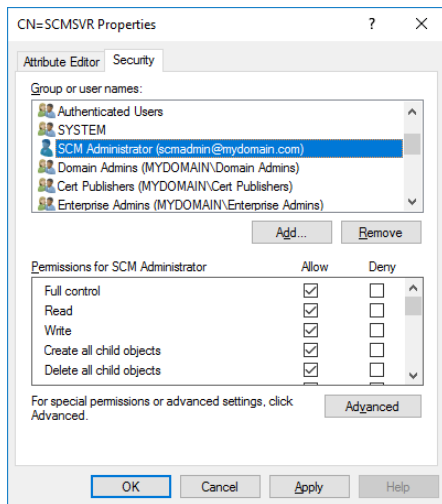 CN=SCMSVR Properties
Attribute Editor Security
Group or user names:
Authenticated Users
SYSTEM
SCM Administrator (scmadmin@mydomain.com)
Domain Admins (MYDOMAIN\Domain Admins)
Cert Publishers (MYDOMAIN\Cert Publishers)
Enterprise Admins (MYDOMAIN\Enterprise Admins)
Add... Remove
Permissions for SCM Administrator Allow Deny
Full control
Read
Write
Create all child objects
Delete all child objects
For special permissions or advanced settings, click
Advanced. Advanced
OK Cancel Apply Help